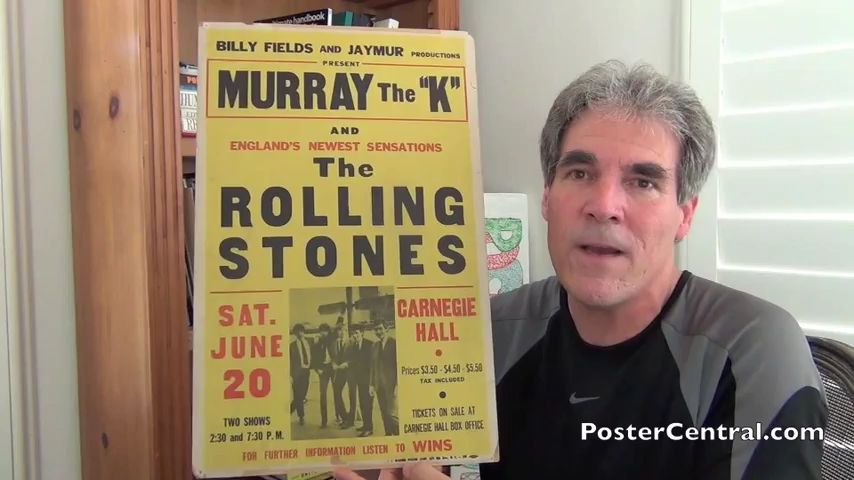 BILLY FIELDS AND JAYMUR PRODUCTIONS
PRESENT
MURRAY The "K"
AND
ENGLAND'S NEWEST SENSATIONS
The
ROLLING
STONES
SAT.
JUNE
20
TWO SHOWS
2:30 and 7:30 P. M.
CARNEGIE
HALL
Prices $3.50 - $4.50 - $5.50
TAX INCLUDED
TICKETS ON SALE AT
CARNEGIE HALL BOX OFFICE
FOR FURTHER INFORMATION LISTEN TO WINS
PosterCentral.com